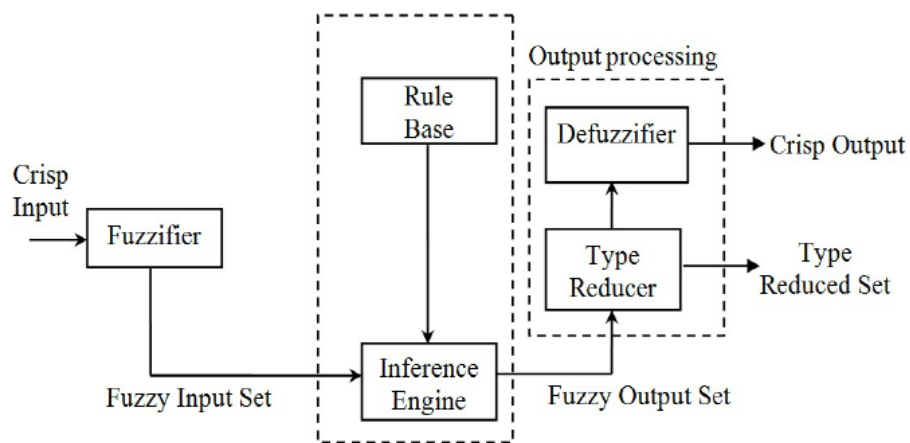 Output processing
Rule
Base
Defuzzifier
Crisp Output
Crisp
Input
Fuzzifier
Type
Reducer
Type
Reduced Set
Inference
Engine
Fuzzy Input Set
Fuzzy Output Set